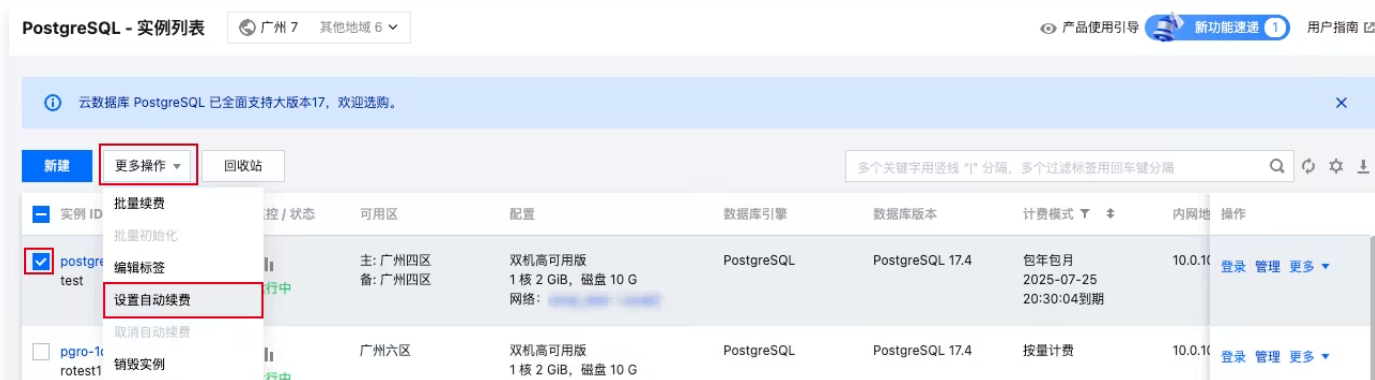 PostgreSQL - 实例列表
广州 7 其他地域 6
产品使用引导
新功能速递 1
用户指南
云数据库 PostgreSQL 已全面支持大版本17，欢迎选购。
新建
更多操作
回收站
多个关键字用竖线 "|" 分隔，多个过滤标签用回车键分隔
实例 ID
控 / 状态
可用区
配置
数据库引擎
数据库版本
计费模式
内网地
操作
批量续费
批量初始化
编辑标签
设置自动续费
取消自动续费
销毁实例
postgre
test
行中
主: 广州四区
备: 广州四区
双机高可用版
1 核 2 GiB，磁盘 10 G
网络:
PostgreSQL
PostgreSQL 17.4
包年包月
2025-07-25
20:30:04到期
10.0.10
登录 管理 更多
pgro-1
rotest1
行中
广州六区
双机高可用版
1 核 2 GiB，磁盘 10 G
PostgreSQL
PostgreSQL 17.4
按量计费
10.0.10
登录 管理 更多